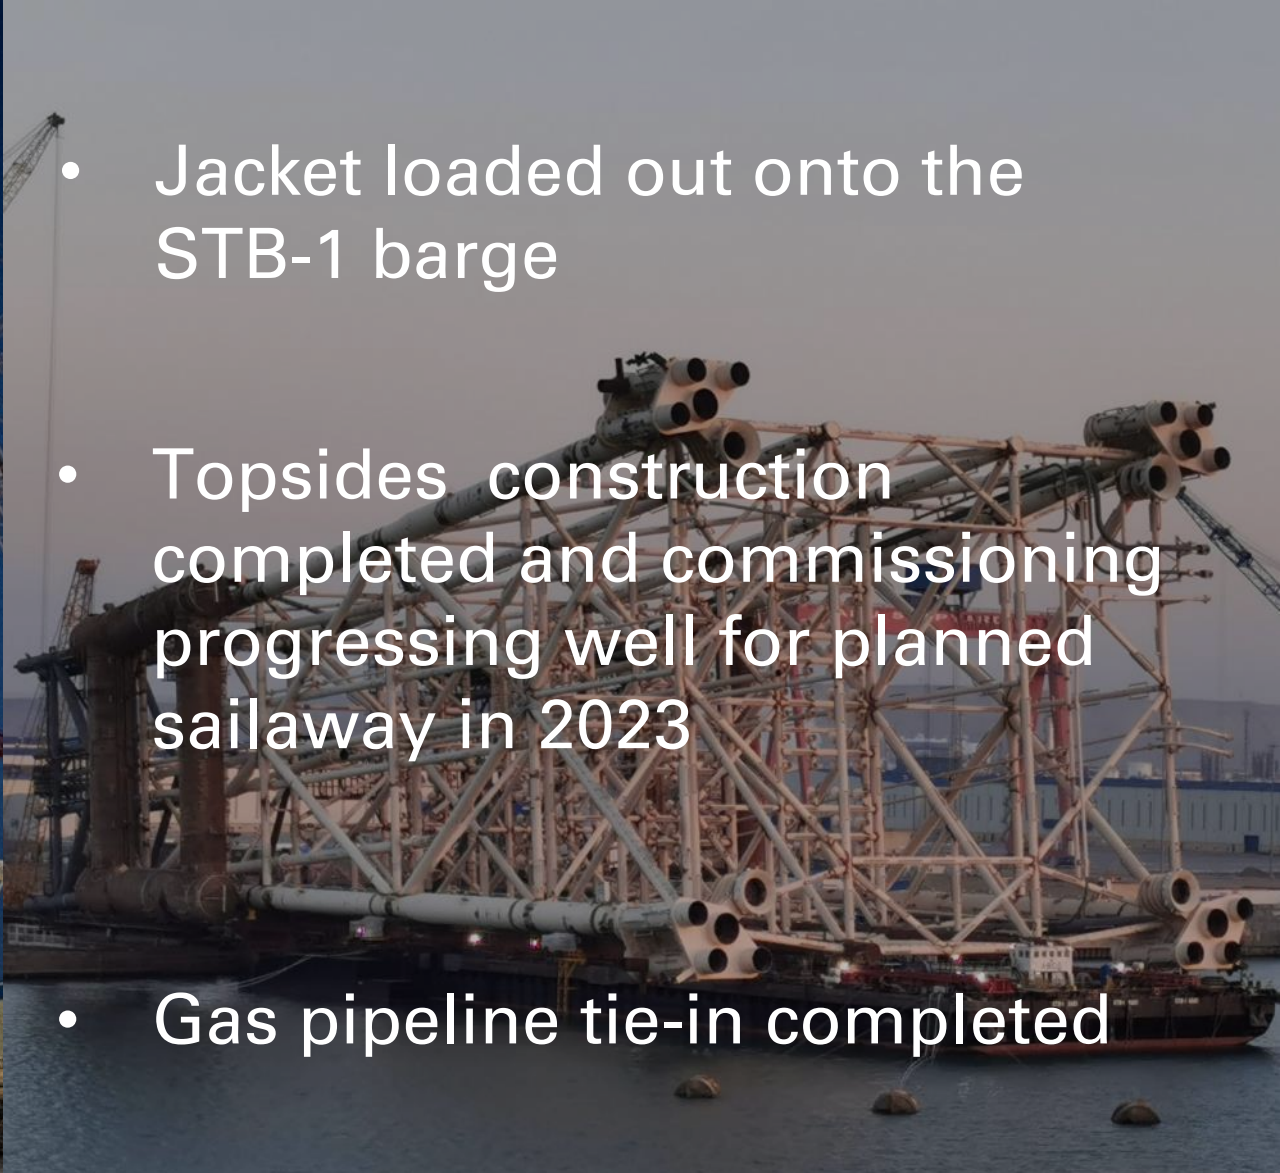 • Jacket loaded out onto the
STB-1 barge
• Topsides  construction
completed and commissioning
progressing well for planned
sailaway in 2023
• Gas pipeline tie-in completed